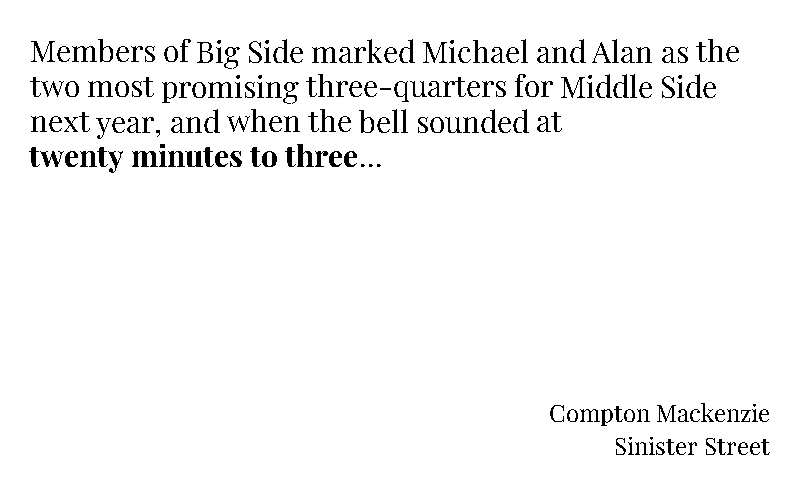 Members of Big Side marked Michael and Alan as the
two most promising three-quarters for Middle Side
next year, and when the bell sounded at
twenty minutes to three...
Compton Mackenzie
Sinister Street